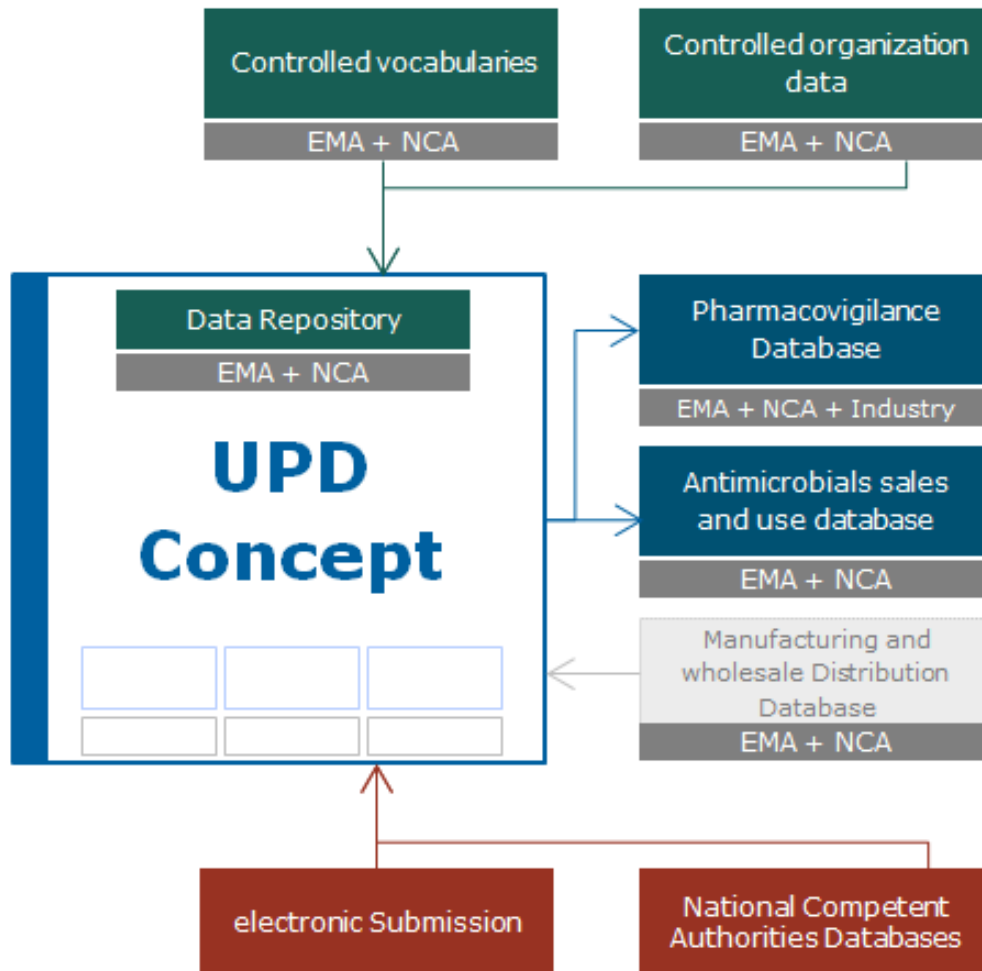 Controlled vocabularies
EMA + NCA
Controlled organization
data
EMA + NCA
Data Repository
EMA + NCA
UPD
Concept
Pharmacovigilance
Database
EMA + NCA + Industry
Antimicrobials sales
and use database
EMA + NCA
Manufacturing and
wholesale Distribution
Database
EMA + NCA
electronic Submission
National Competent
Authorities Databases